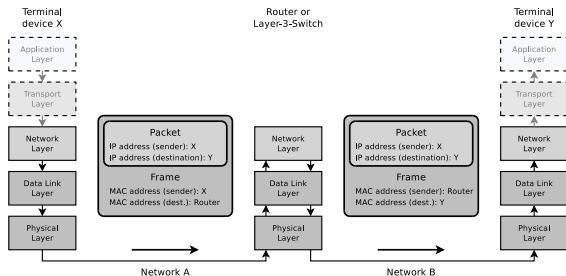 Terminal
device X
Router or
Layer-3-Switch
Terminal
device Y
Application
Layer
Transport
Layer
Network
Layer
Data Link
Layer
Physical
Layer
Packet
IP address (sender): X
IP address (destination): Y
Frame
MAC address (sender): X
MAC address (dest.): Router
Network
Layer
Data Link
Layer
Physical
Layer
Packet
IP address (sender): X
IP address (destination): Y
Frame
MAC address (sender): Router
MAC address (dest.): Y
Application
Layer
Transport
Layer
Network
Layer
Data Link
Layer
Physical
Layer
Network A
Network B